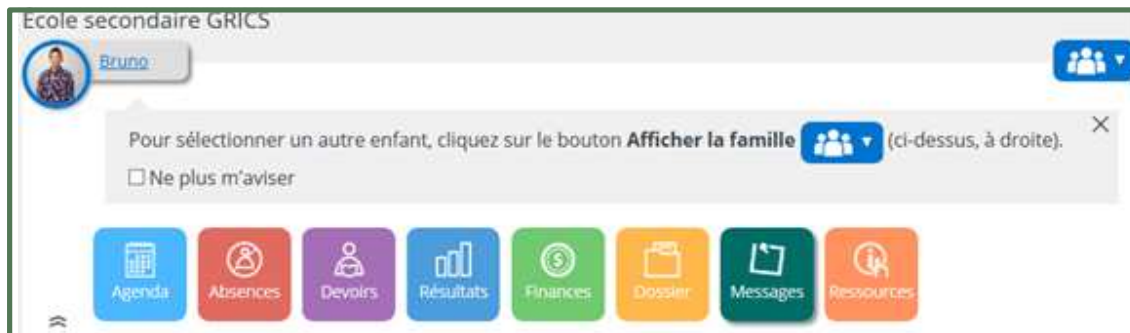 Ecole secondaire GRICS
Bruno
Pour sélectionner un autre enfant, cliquez sur le bouton Afficher la famille (ci-dessus, à droite).
Ne plus m'aviser
Agenda Absences Devoirs Résultats Finances Dossier Messages Ressources